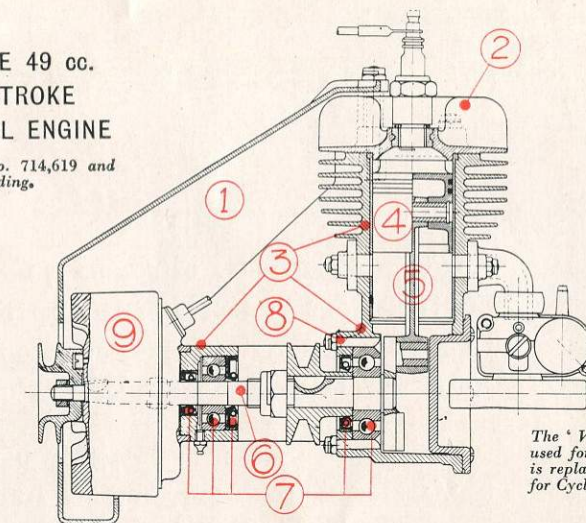 E 49 cc.
TROKE
L ENGINE
o. 714,619 and
ding.
1
2
3
4
5
6
7
8
9
The ' V
used fo
is repla
for Cycl